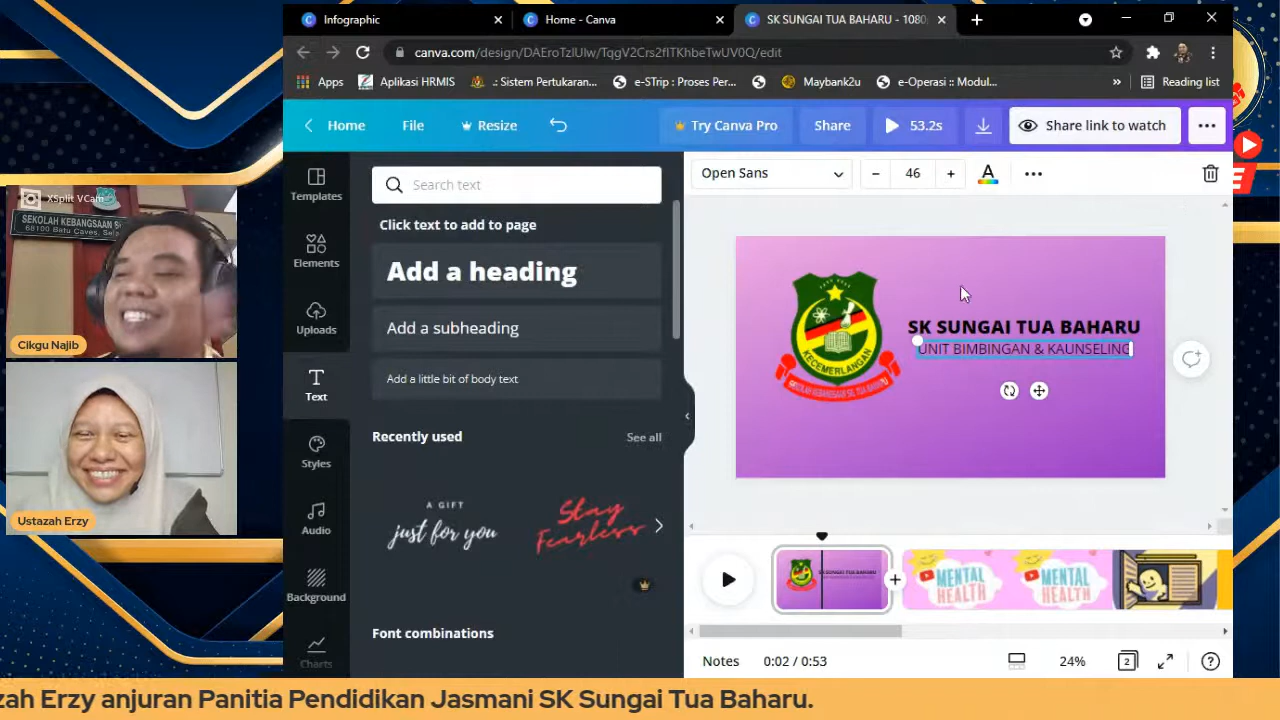 Infographic
Home - Canva
SK SUNGAI TUA BAHARU - 1080
canva.com/design/DAEroTzlUlw/TqgV2Crs2fITKhbeTwUV0Q/edit
Apps
Aplikasi HRMIS
.: Sistem Pertukaran...
e-STrip : Proses Per...
Maybank2u
e-Operasi :: Modul...
»
Reading list
Home
File
Resize
Try Canva Pro
Share
53.2s
Share link to watch
Templates
Elements
Uploads
Text
Styles
Audio
Background
Charts
Search text
Click text to add to page
Add a heading
Add a subheading
Add a little bit of body text
Recently used
See all
A GIFT
just for you
Stay
Fearless
Font combinations
Open Sans
46
A
SK SUNGAI TUA BAHARU
UNIT BIMBINGAN & KAUNSELING
KECEMERLANGAN
SK SUNGAI TUA BAHARU
MENTAL
HEALTH
MENTAL
HEALTH
Notes
0:02 / 0:53
24%
2
XSplit VCam
SEKOLAH KEBANGSAAN
68100 Batu Caves,
Cikgu Najib
Ustazah Erzy
zah Erzy anjuran Panitia Pendidikan Jasmani SK Sungai Tua Baharu.